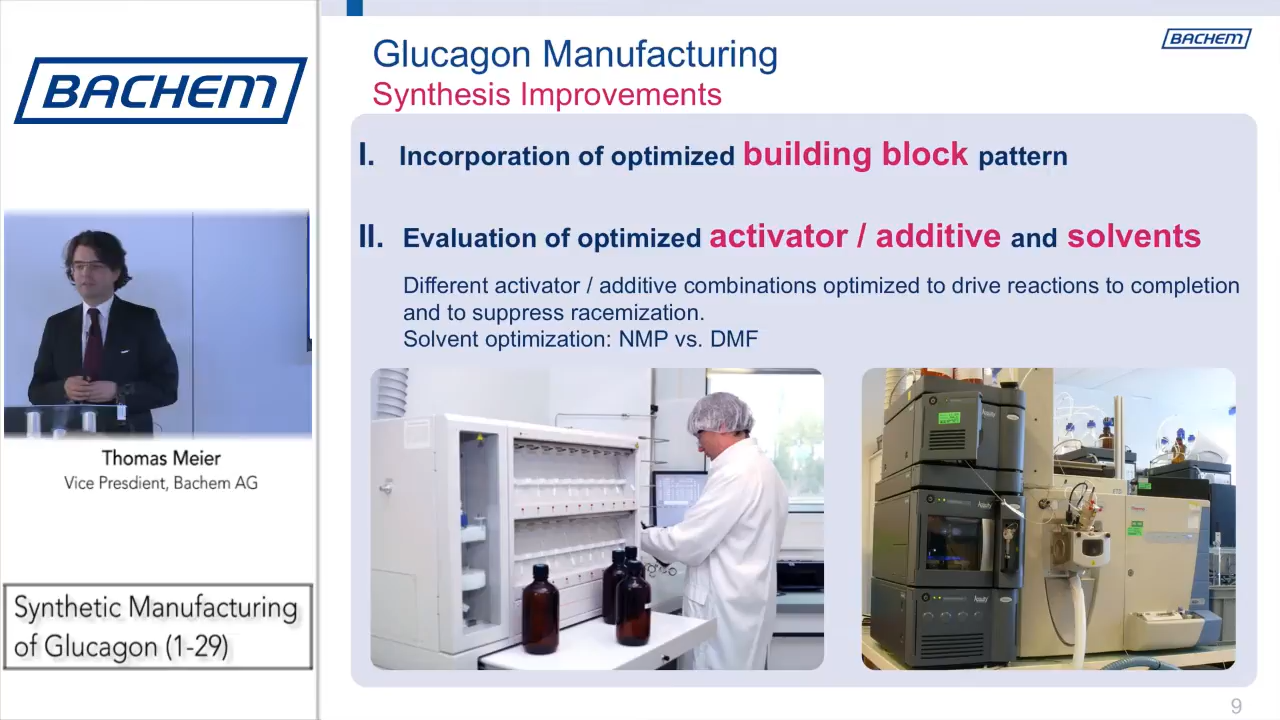 BACHEM
Thomas Meier
Vice Presdient, Bachem AG
Synthetic Manufacturing
of Glucagon (1-29)
BACHEM
Glucagon Manufacturing
Synthesis Improvements
I. Incorporation of optimized building block pattern
II. Evaluation of optimized activator / additive and solvents
Different activator / additive combinations optimized to drive reactions to completion
and to suppress racemization.
Solvent optimization: NMP vs. DMF
9